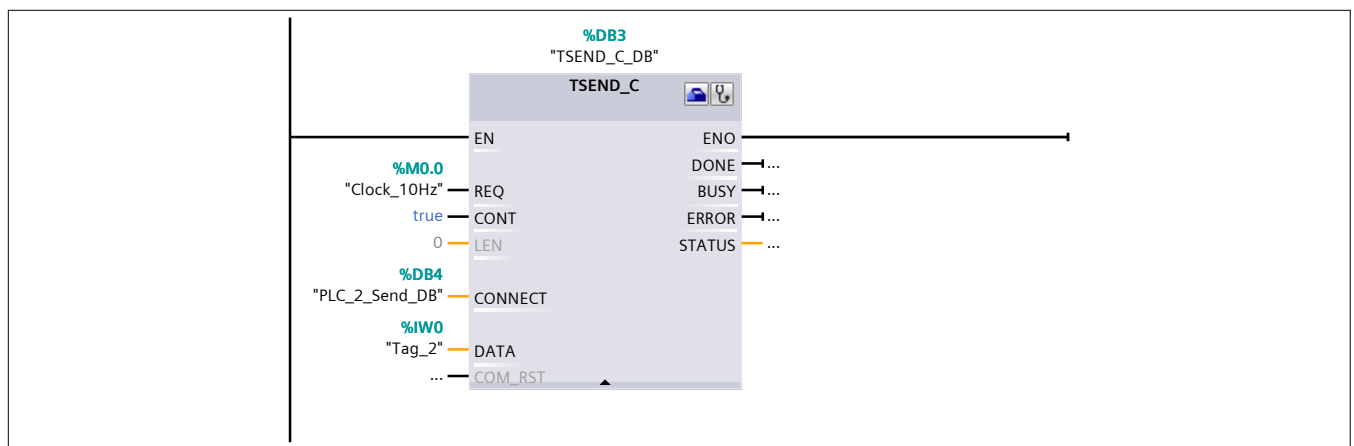 %DB3
"TSEND_C_DB"
TSEND_C
EN ENO
%M0.0 DONE ...
"Clock_10Hz" REQ BUSY ...
true CONT ERROR ...
0 LEN STATUS ...
%DB4
"PLC_2_Send_DB" CONNECT
%IW0
"Tag_2" DATA
... COM_RST